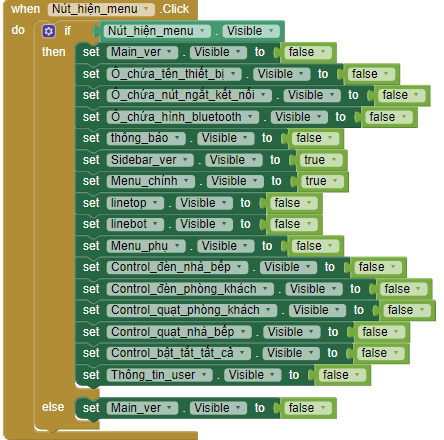 when Nút_hiện_menu .Click
do if Nút_hiện_menu . Visible
then set Main_ver . Visible to false
set Ô_chứa_tên_thiết_bị . Visible to false
set Ô_chứa_nút_ngắt_kết_nối . Visible to false
set Ô_chứa_hình_bluetooth . Visible to false
set thông_báo . Visible to false
set Sidebar_ver . Visible to true
set Menu_chính . Visible to true
set linetop . Visible to false
set linebot . Visible to false
set Menu_phụ . Visible to false
set Control_đèn_nhà_bếp . Visible to false
set Control_đèn_phòng_khách . Visible to false
set Control_quạt_phòng_khách . Visible to false
set Control_quạt_nhà_bếp . Visible to false
set Control_bật_tắt_tất_cả . Visible to false
set Thông_tin_user . Visible to false
else set Main_ver . Visible to false